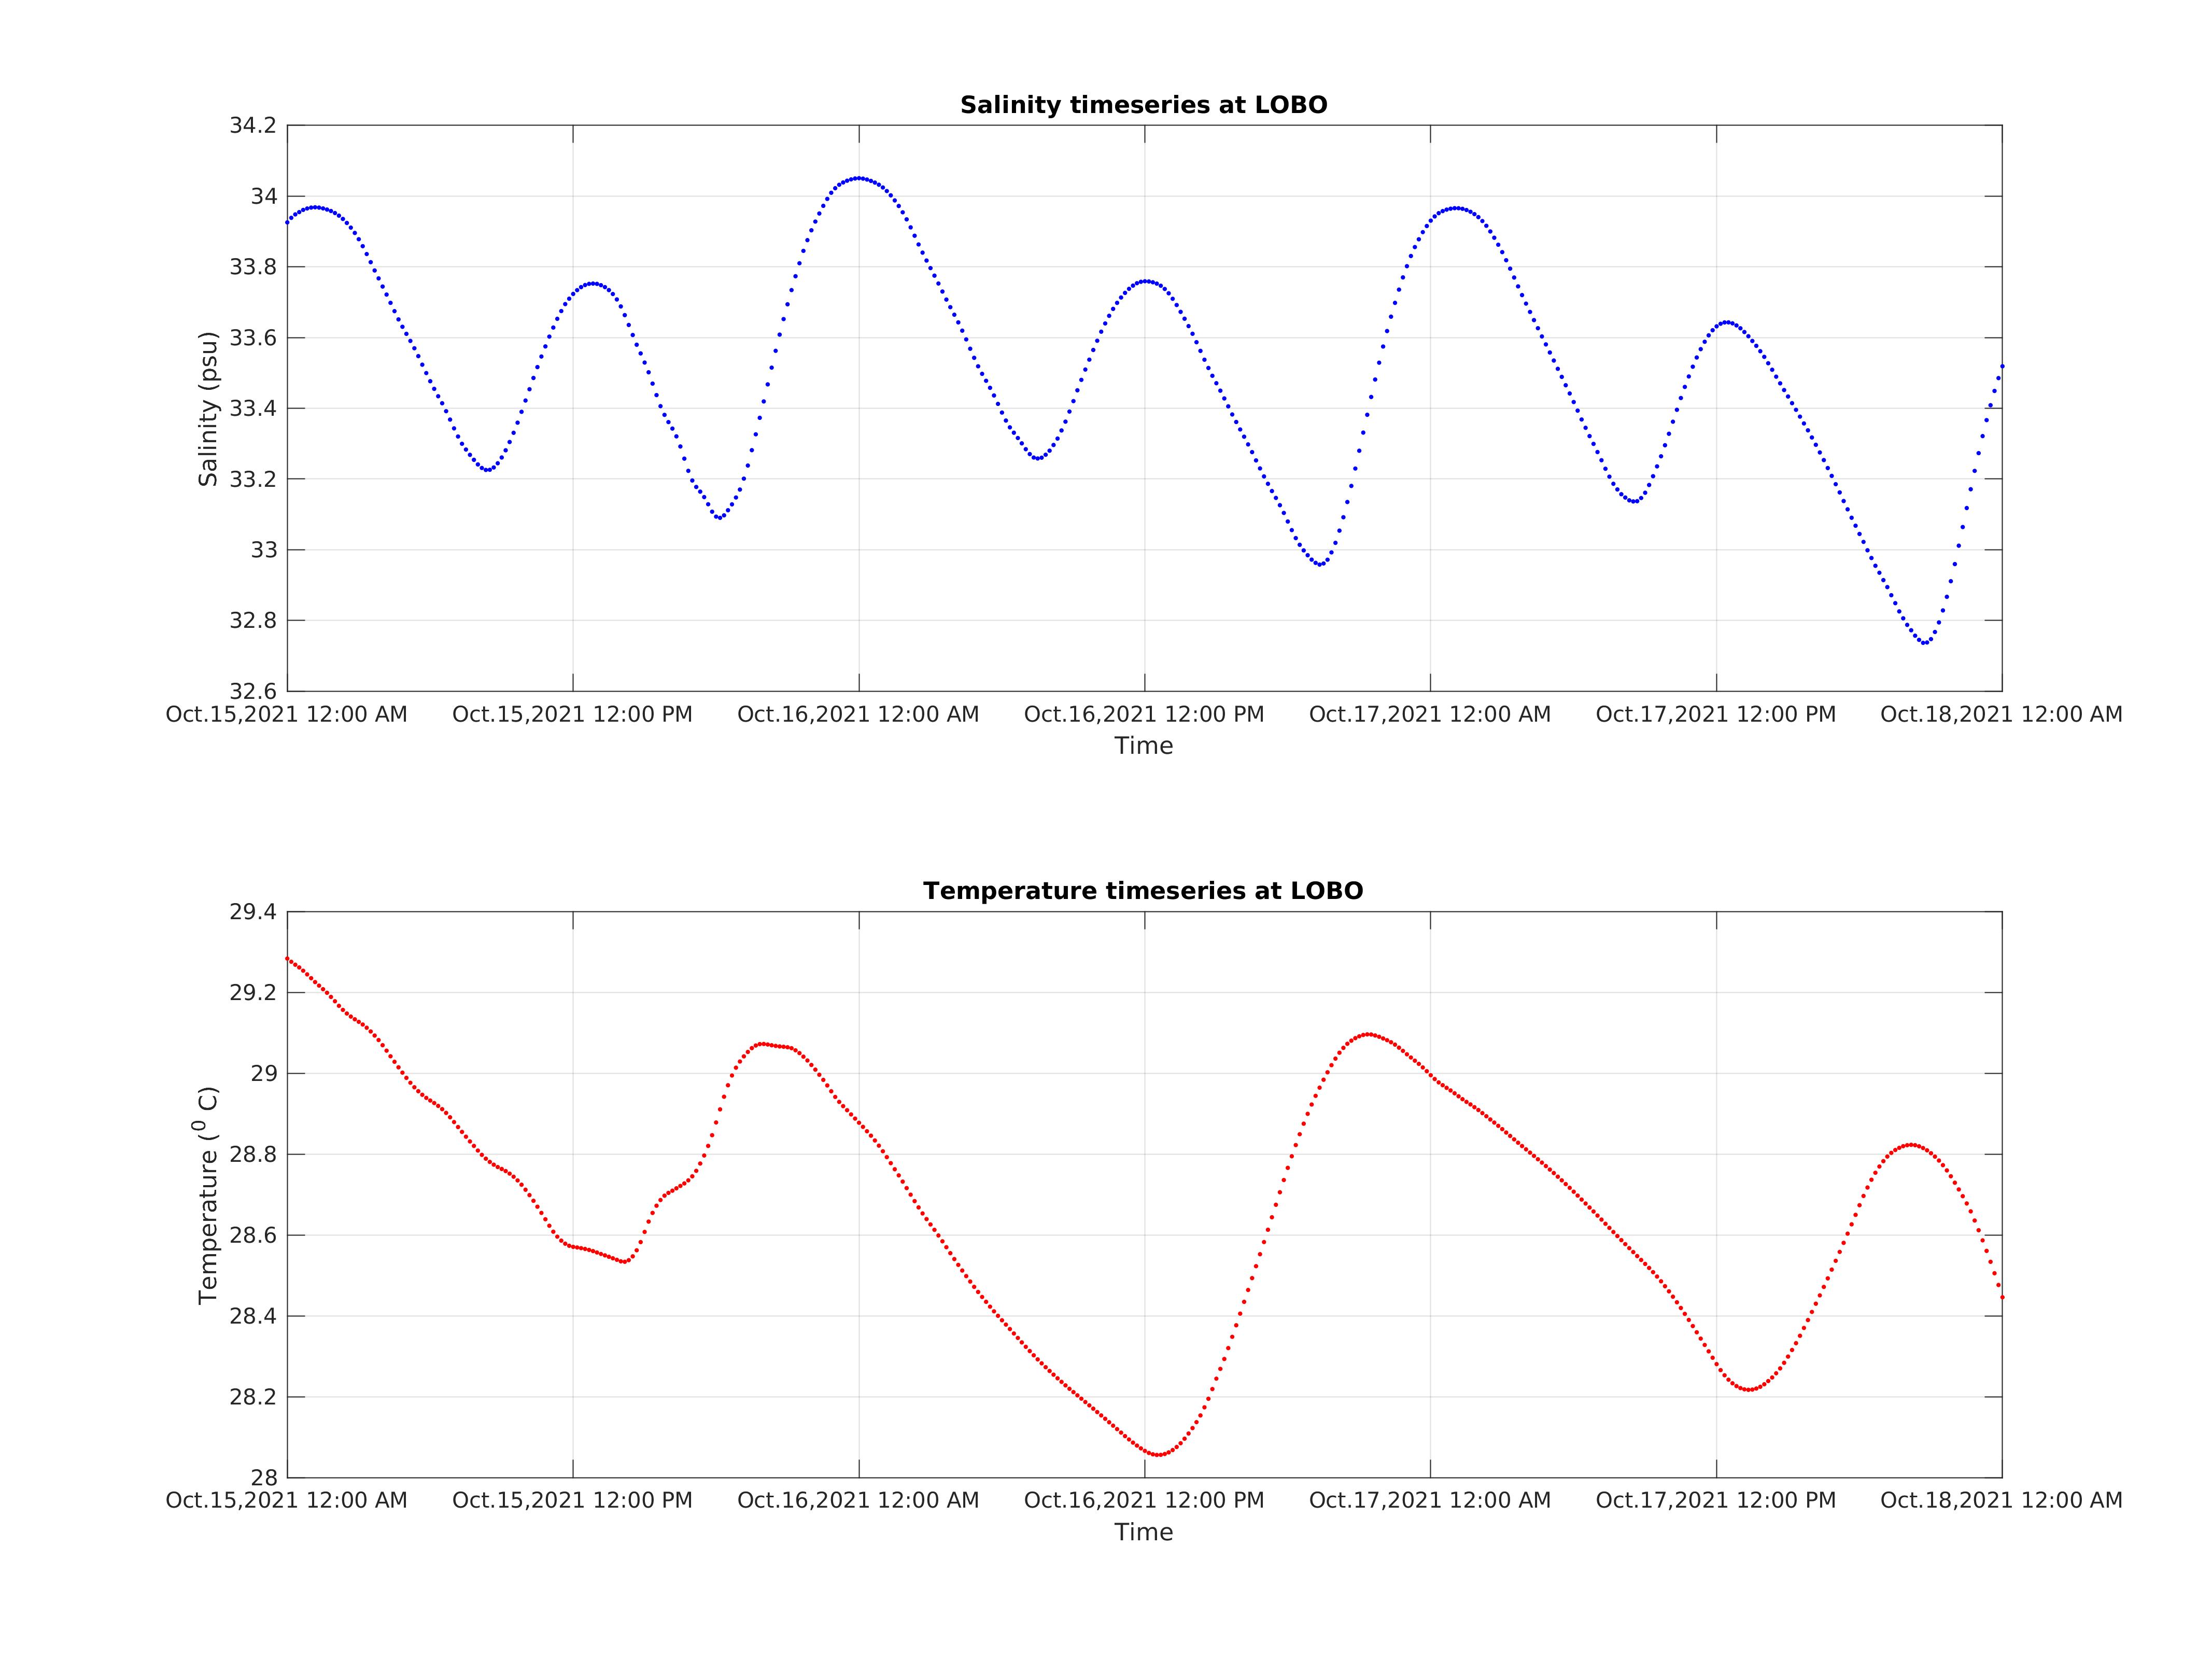 Salinity timeseries at LOBO
34.2
34
33.8
33.6
33.4
33.2
33
32.8
32.6
Salinity (psu)
Oct.15,2021 12:00 AM Oct.15,2021 12:00 PM Oct.16,2021 12:00 AM Oct.16,2021 12:00 PM Oct.17,2021 12:00 AM Oct.17,2021 12:00 PM Oct.18,2021 12:00 AM
Time
Temperature timeseries at LOBO
29.4
29.2
29
28.8
28.6
28.4
28.2
28
Temperature (⁰ C)
Oct.15,2021 12:00 AM Oct.15,2021 12:00 PM Oct.16,2021 12:00 AM Oct.16,2021 12:00 PM Oct.17,2021 12:00 AM Oct.17,2021 12:00 PM Oct.18,2021 12:00 AM
Time